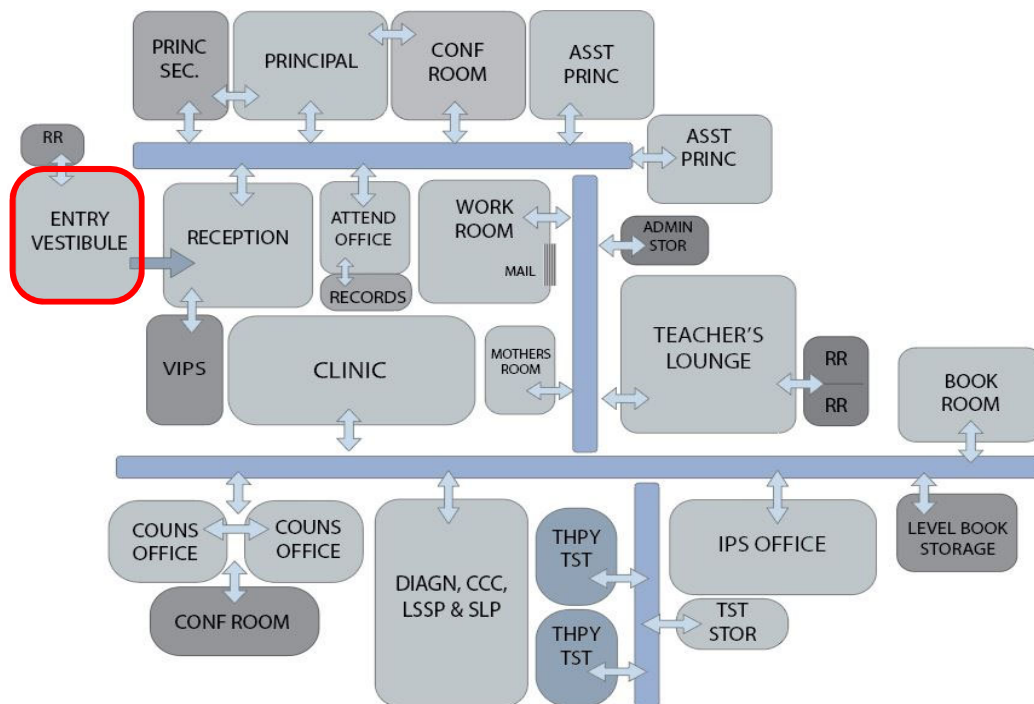 PRINC
SEC.
PRINCIPAL
CONF
ROOM
ASST
PRINC
ASST
PRINC
RR
ENTRY
VESTIBULE
RECEPTION
ATTEND
OFFICE
RECORDS
WORK
ROOM
MAIL
ADMIN
STOR
VIPS
CLINIC
MOTHERS
ROOM
TEACHER'S
LOUNGE
RR
RR
BOOK
ROOM
COUNS
OFFICE
COUNS
OFFICE
CONF ROOM
DIAGN, CCC,
LSSP & SLP
THPY
TST
THPY
TST
IPS OFFICE
TST
STOR
LEVEL BOOK
STORAGE